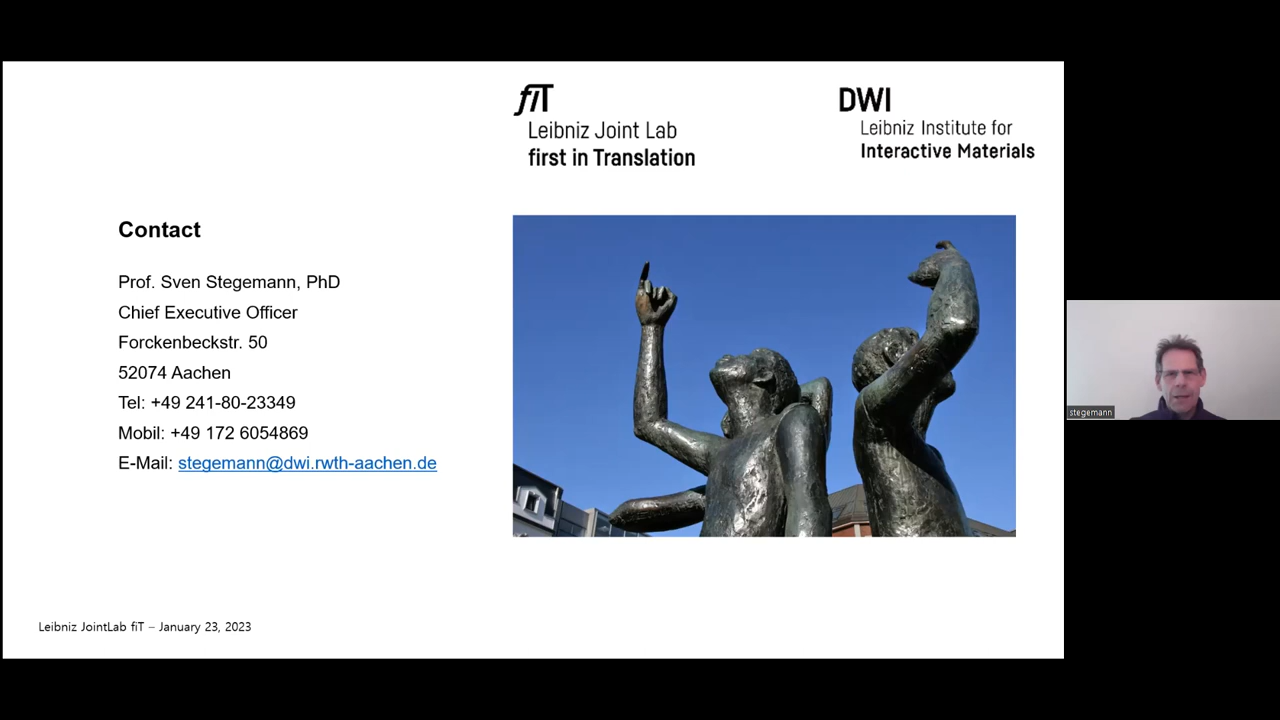 fiT
Leibniz Joint Lab
first in Translation
DWI
Leibniz Institute for
Interactive Materials
Contact
Prof. Sven Stegemann, PhD
Chief Executive Officer
Forckenbeckstr. 50
52074 Aachen
Tel: +49 241-80-23349
Mobil: +49 172 6054869
E-Mail: stegemann@dwi.rwth-aachen.de
stegemann
Leibniz JointLab fiT – January 23, 2023